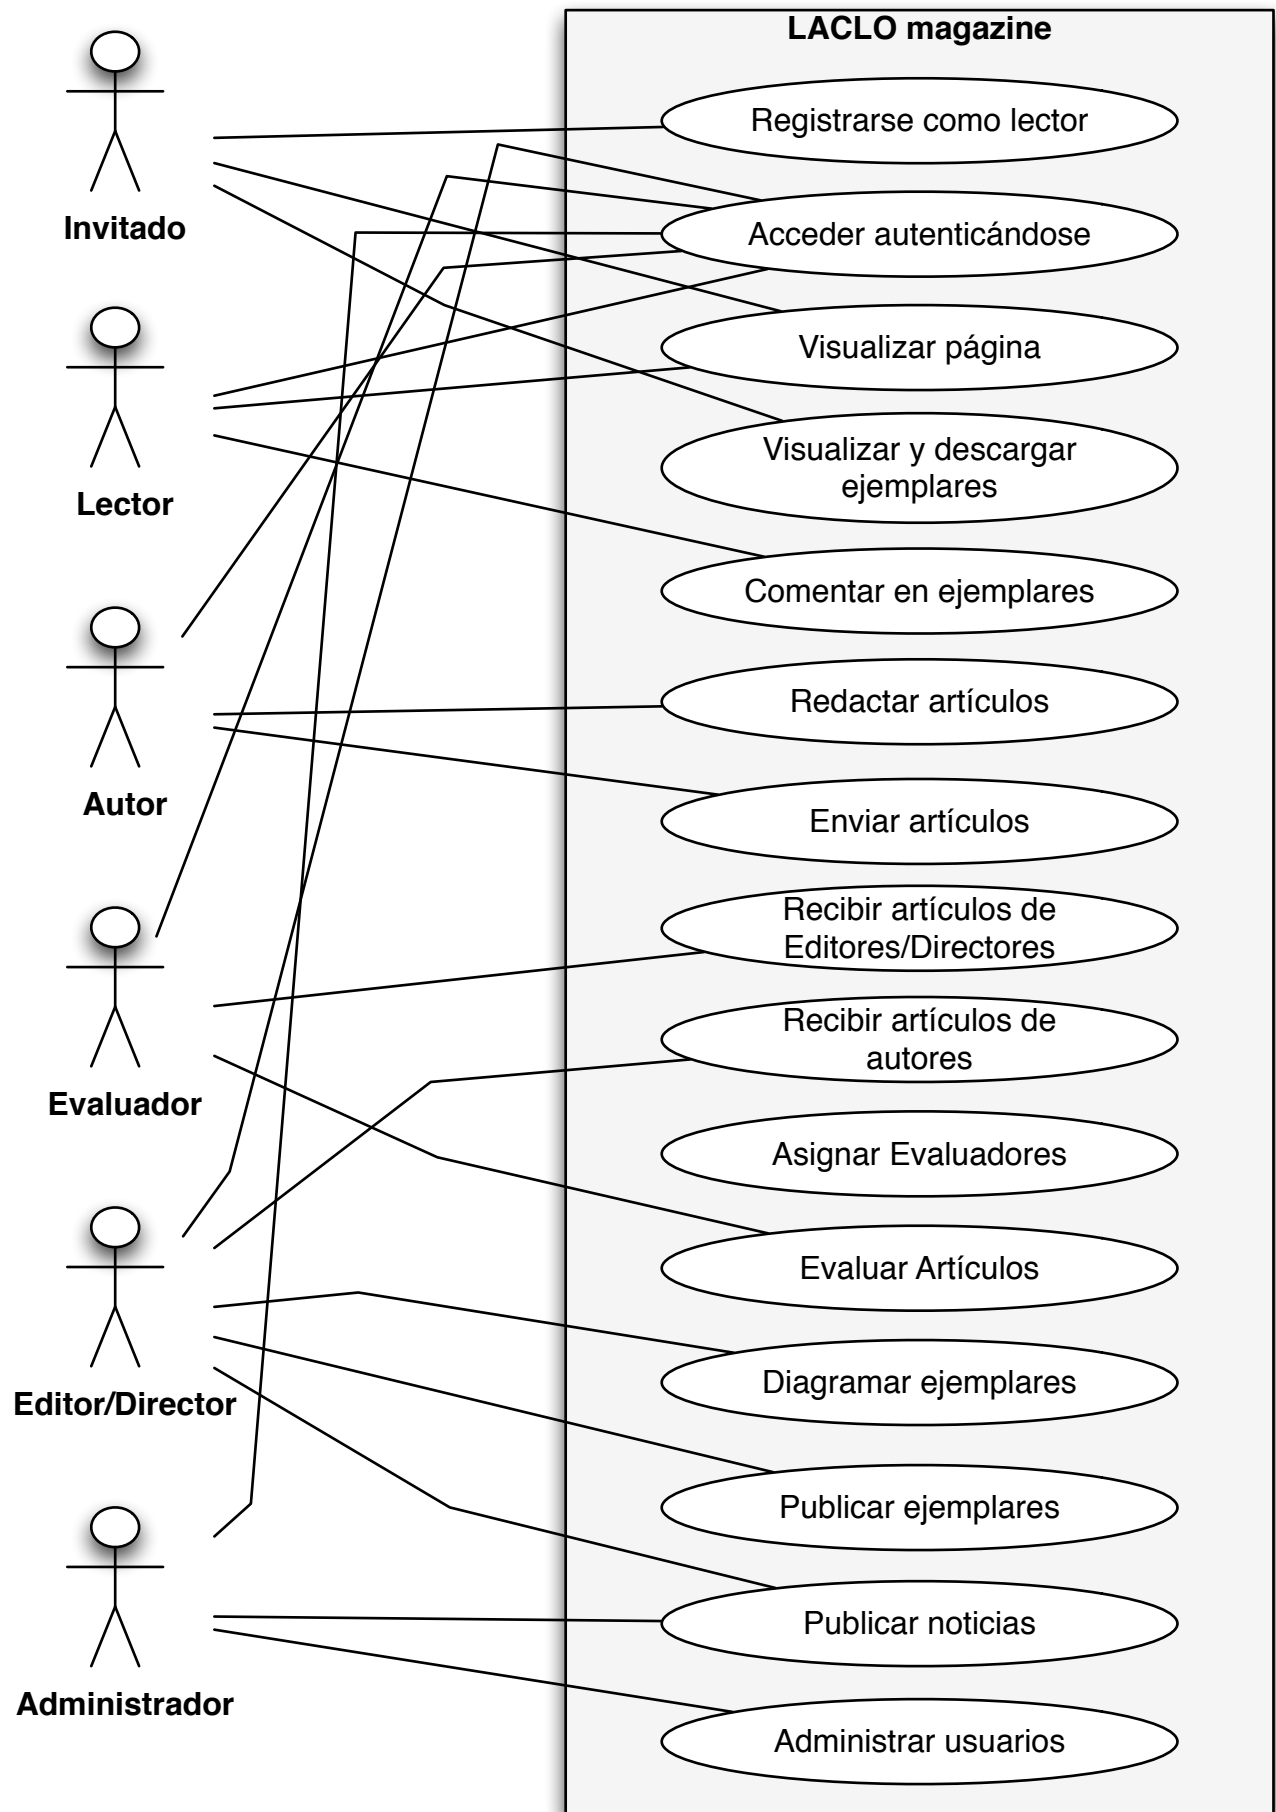 LACLO magazine
Registrarse como lector
Invitado
Acceder autenticándose
Visualizar página
Visualizar y descargar
ejemplares
Lector
Comentar en ejemplares
Redactar artículos
Autor
Enviar artículos
Recibir artículos de
Editores/Directores
Recibir artículos de
autores
Evaluador
Asignar Evaluadores
Evaluar Artículos
Diagramar ejemplares
Editor/Director
Publicar ejemplares
Publicar noticias
Administrador
Administrar usuarios